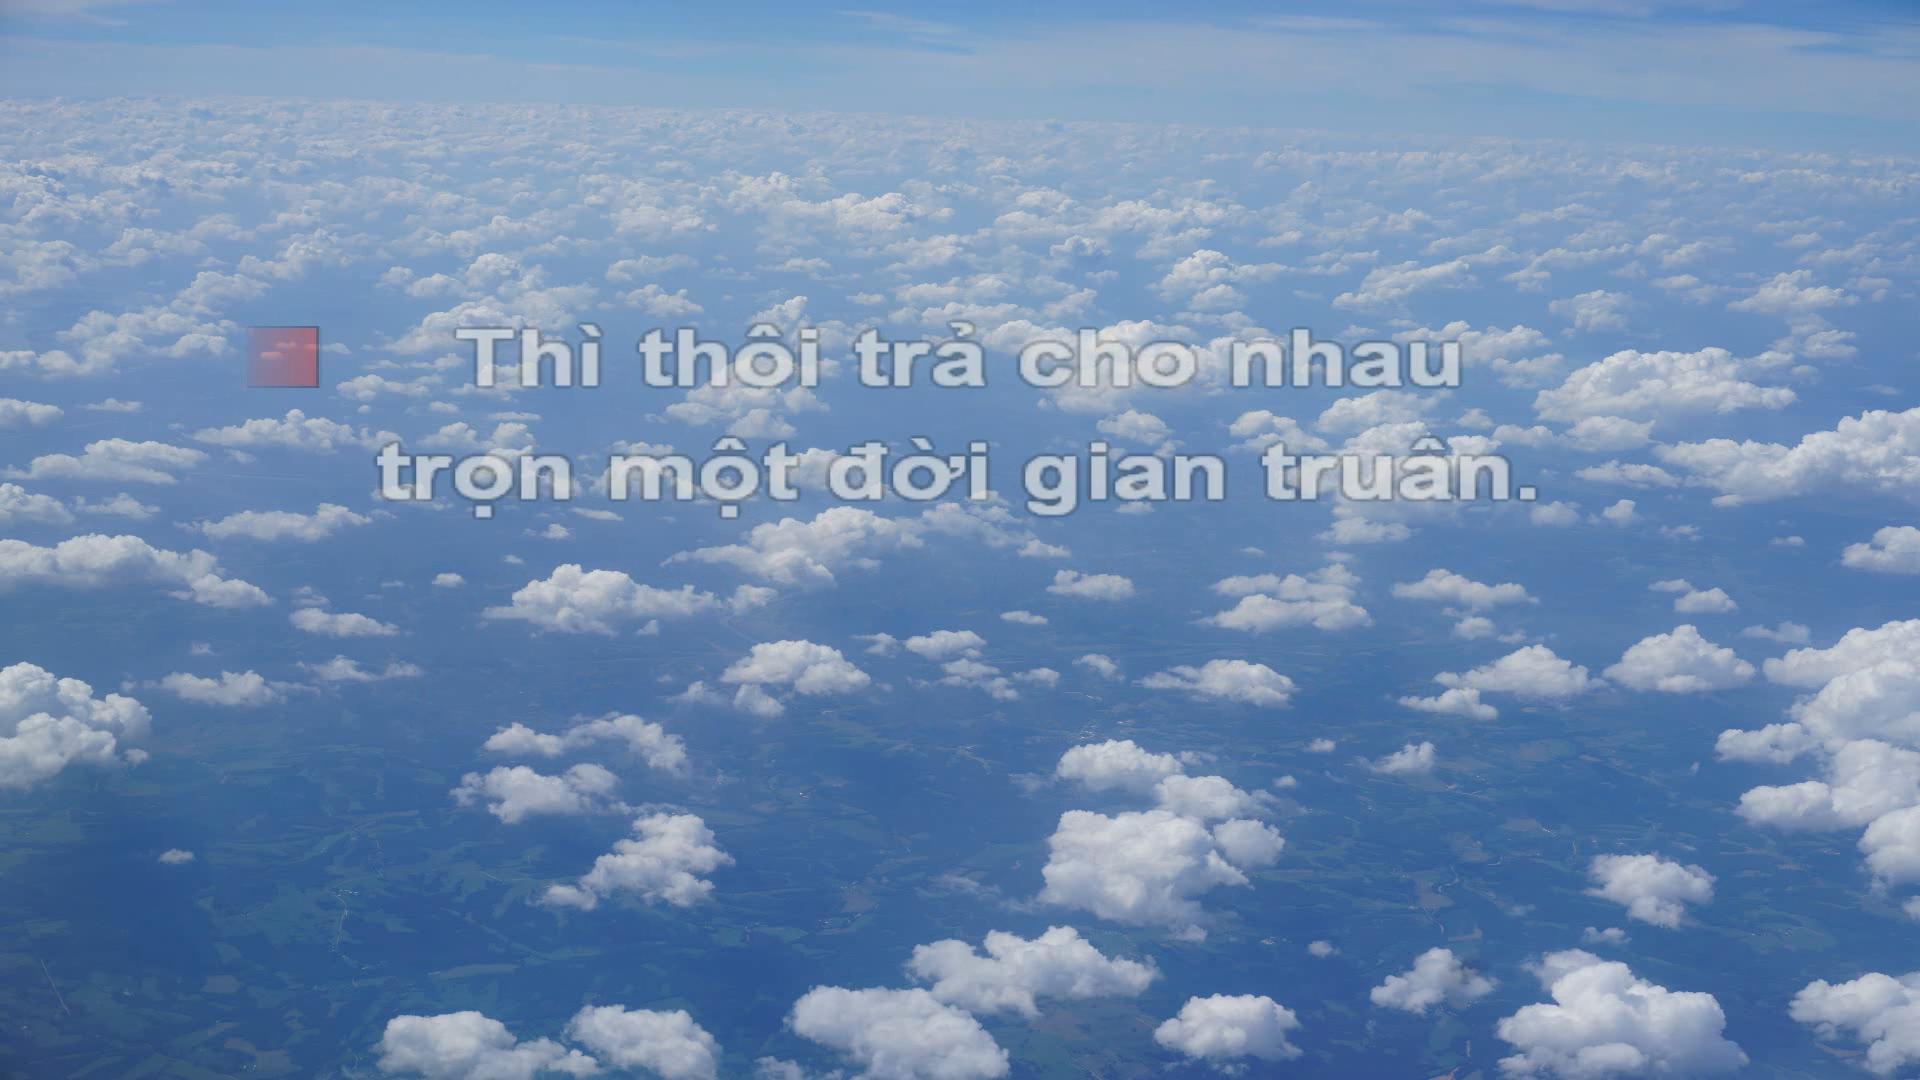 Thì thôi trả cho nhau
trọn một đời gian truân.